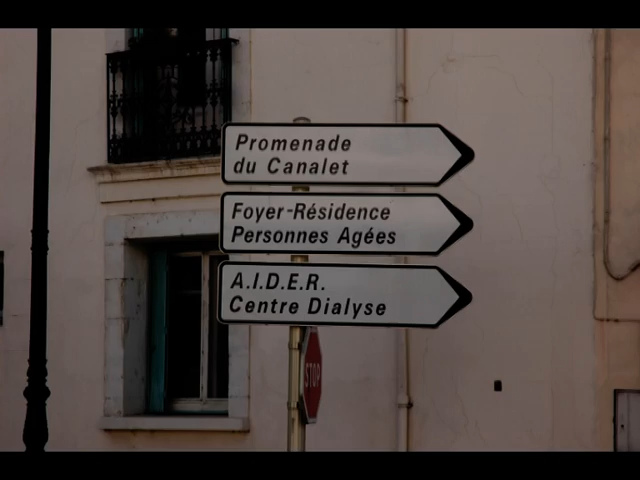 Promenade
du Canalet
Foyer-Résidence
Personnes Agées
A.I.D.E.R.
Centre Dialyse
STOP